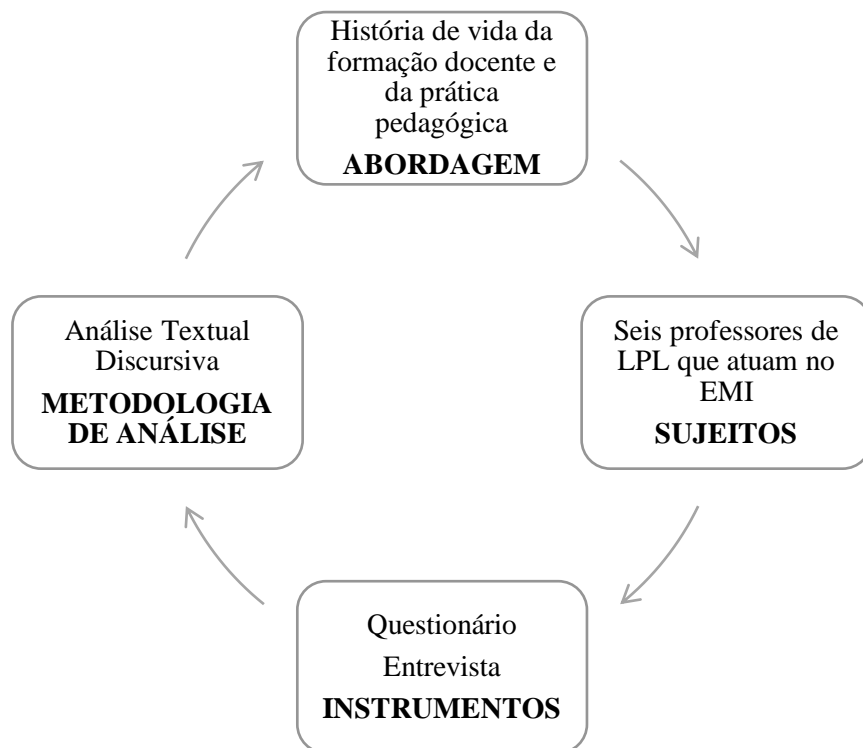 História de vida da
formação docente e
da prática
pedagógica
ABORDAGEM
Seis professores de
LPL que atuam no
EMI
SUJEITOS
Questionário
Entrevista
INSTRUMENTOS
Análise Textual
Discursiva
METODOLOGIA
DE ANÁLISE